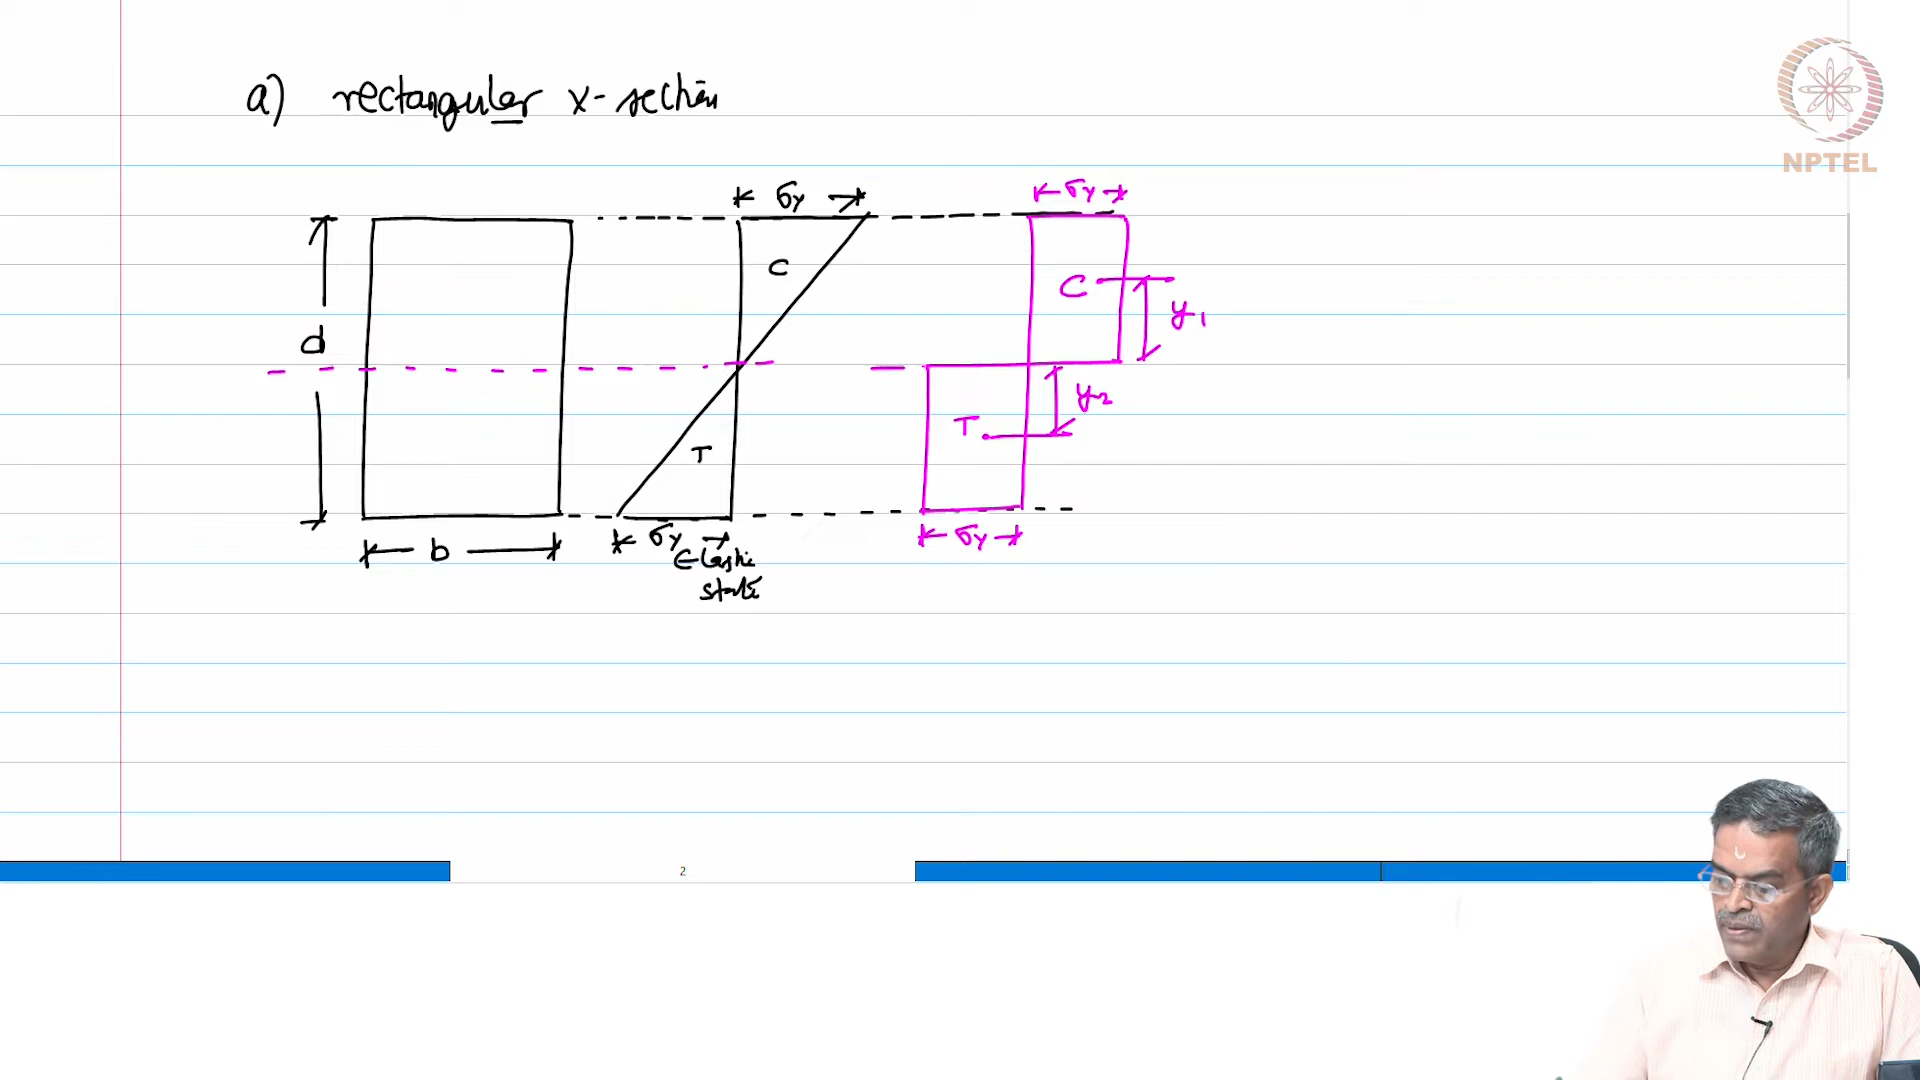 a) rectangular x-section
NPTEL
σy
σy
C
C
y1
d
y2
T
T
σy
σy
b
Elastic
state
2